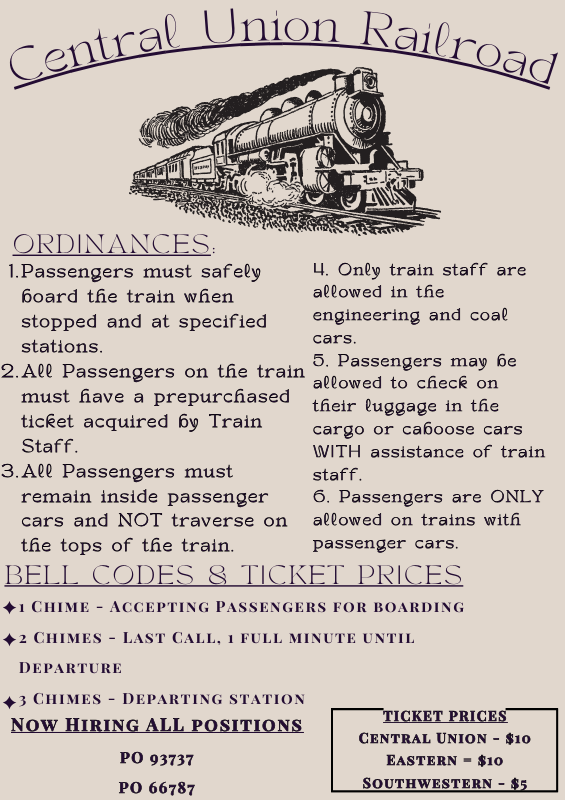 Central Union Railroad
ORDINANCES:
1.Passengers must safely
board the train when
stopped and at specified
stations.
2.All Passengers on the train
must have a prepurchased
ticket acquired by Train
Staff.
3.All Passengers must
remain inside passenger
cars and NOT traverse on
the tops of the train.
4. Only train staff are
allowed in the
engineering and coal
cars.
5. Passengers may be
allowed to check on
their luggage in the
cargo or caboose cars
WITH assistance of train
staff.
6. Passengers are ONLY
allowed on trains with
passenger cars.
BELL CODES & TICKET PRICES
✦1 Chime - Accepting Passengers for boarding
✦2 Chimes - Last Call, 1 full minute until
Departure
✦3 Chimes - Departing station
Now Hiring ALL positions
PO 93737
PO 66787
TICKET PRICES
Central Union - $10
Eastern = $10
Southwestern - $5